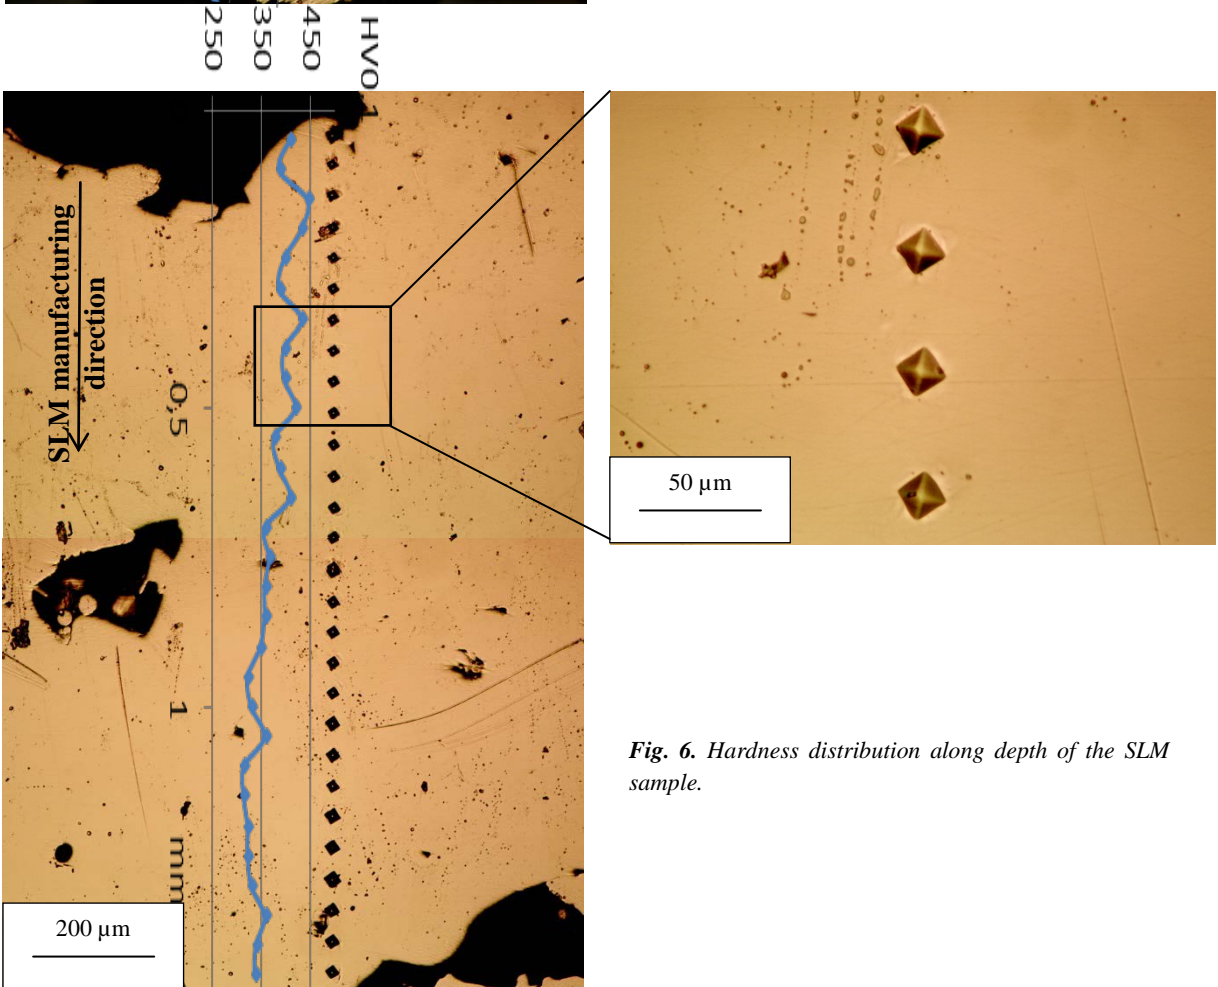 250
350
450
HV0,1
SLM manufacturing
direction
0,5
1
mm
200 µm
50 µm
Fig. 6. Hardness distribution along depth of the SLM
sample.